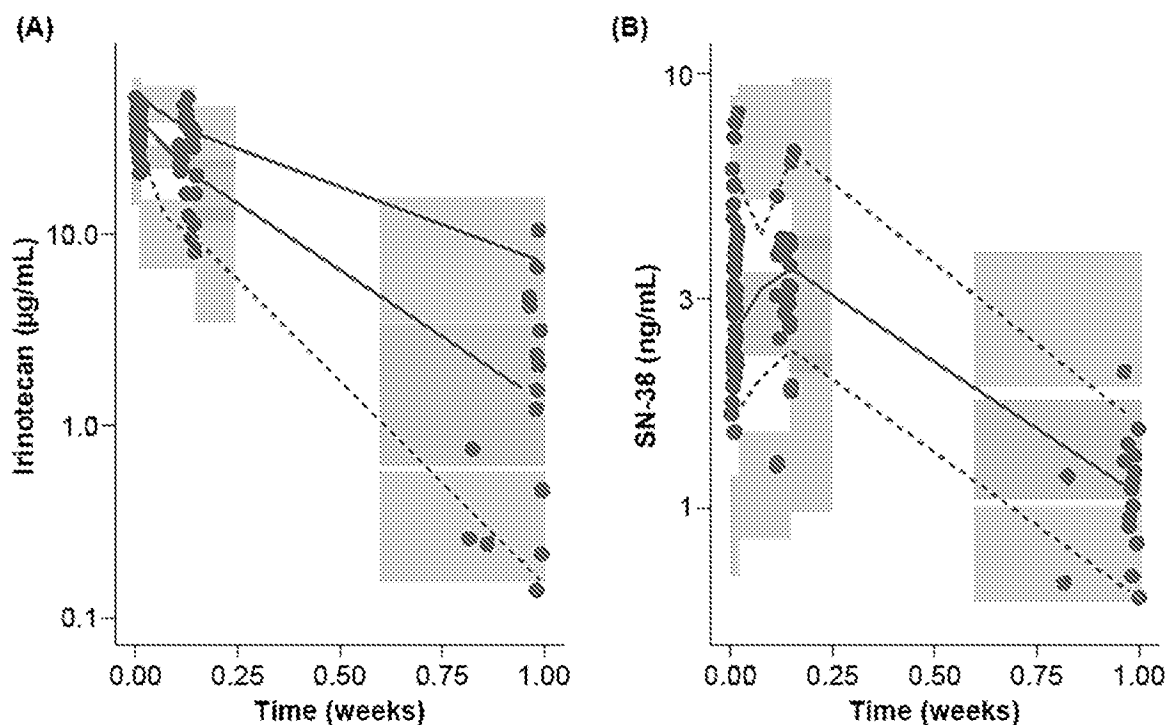 (A)
Irinotecan (µg/mL)
10.0
1.0
0.1
0.00 0.25 0.50 0.75 1.00
Time (weeks)
(B)
SN-38 (ng/mL)
10
3
1
0.00 0.25 0.50 0.75 1.00
Time (weeks)